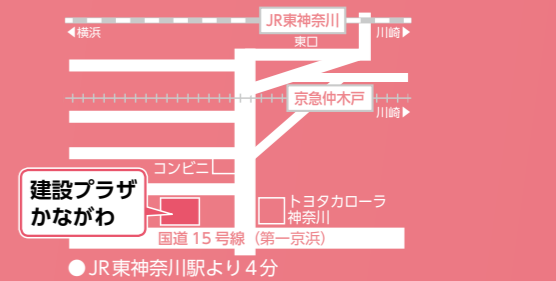 JR東神奈川
◀横浜
川崎▶
東口
京急仲木戸
川崎▶
コンビニ
建設プラザ
かながわ
トヨタカローラ
神奈川
国道15号線（第一京浜）
●JR東神奈川駅より4分